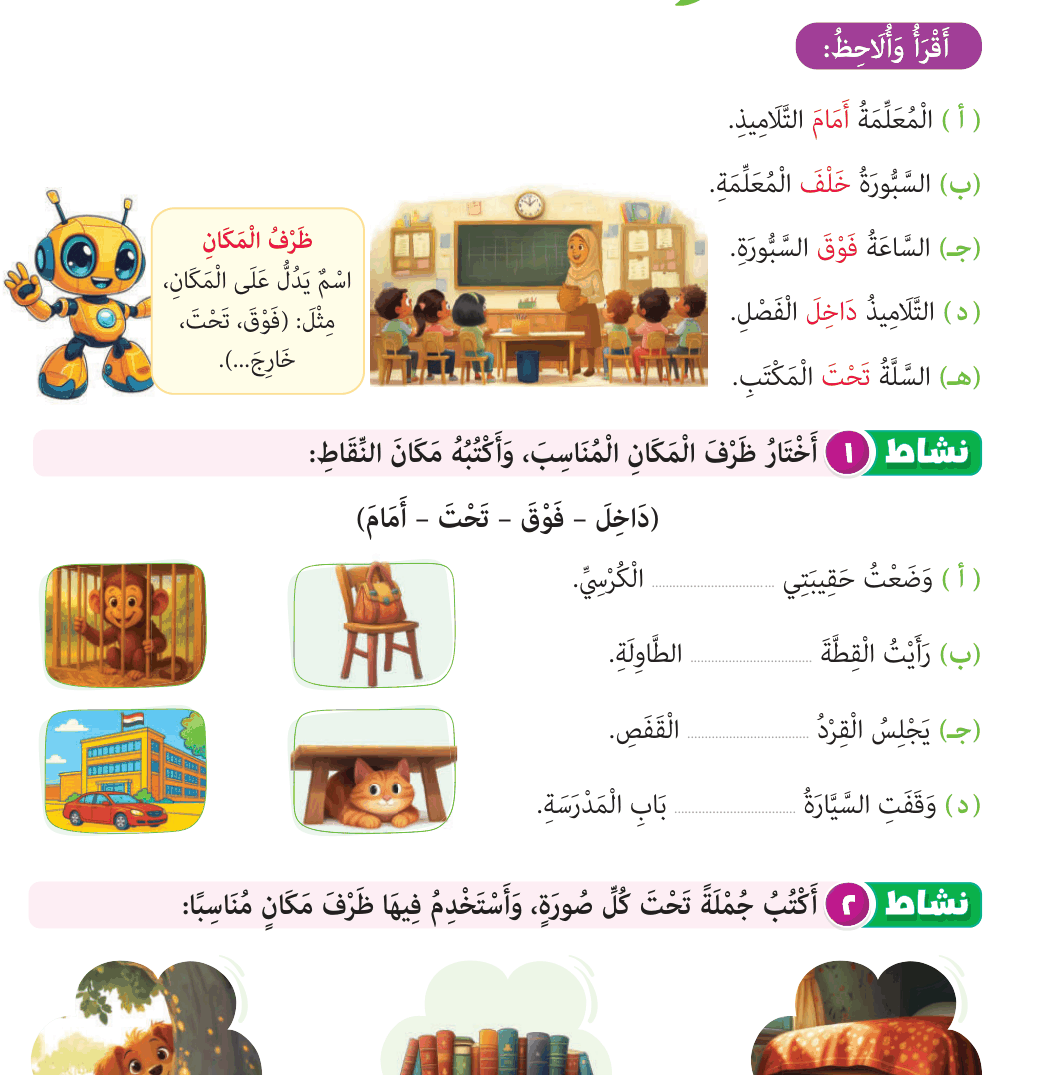 أَقْرَأُ وَأُلَاحِظُ:
( أ ) الْمُعَلِّمَةُ أَمَامَ التَّلَامِيذِ.
(ب) السَّبُّورَةُ خَلْفَ الْمُعَلِّمَةِ.
(جـ) السَّاعَةُ فَوْقَ السَّبُّورَةِ.
( د ) التَّلَامِيذُ دَاخِلَ الْفَصْلِ.
(هـ) السَّلَّةُ تَحْتَ الْمَكْتَبِ.
ظَرْفُ الْمَكَانِ
اسْمٌ يَدُلُّ عَلَى الْمَكَانِ،
مِثْلَ: (فَوْقَ، تَحْتَ،
خَارِجَ...).
نشاط ١ أَخْتَارُ ظَرْفَ الْمَكَانِ الْمُنَاسِبَ، وَأَكْتُبُهُ مَكَانَ النِّقَاطِ:
(دَاخِلَ – فَوْقَ – تَحْتَ – أَمَامَ)
( أ ) وَضَعْتُ حَقِيبَتِي .................... الْكُرْسِيِّ.
(ب) رَأَيْتُ الْقِطَّةَ .................... الطَّاوِلَةِ.
(جـ) يَجْلِسُ الْقِرْدُ .................... الْقَفَصِ.
( د ) وَقَفَتِ السَّيَّارَةُ .................... بَابِ الْمَدْرَسَةِ.
نشاط ٢ أَكْتُبُ جُمْلَةً تَحْتَ كُلِّ صُورَةٍ، وَأَسْتَخْدِمُ فِيهَا ظَرْفَ مَكَانٍ مُنَاسِبًا: